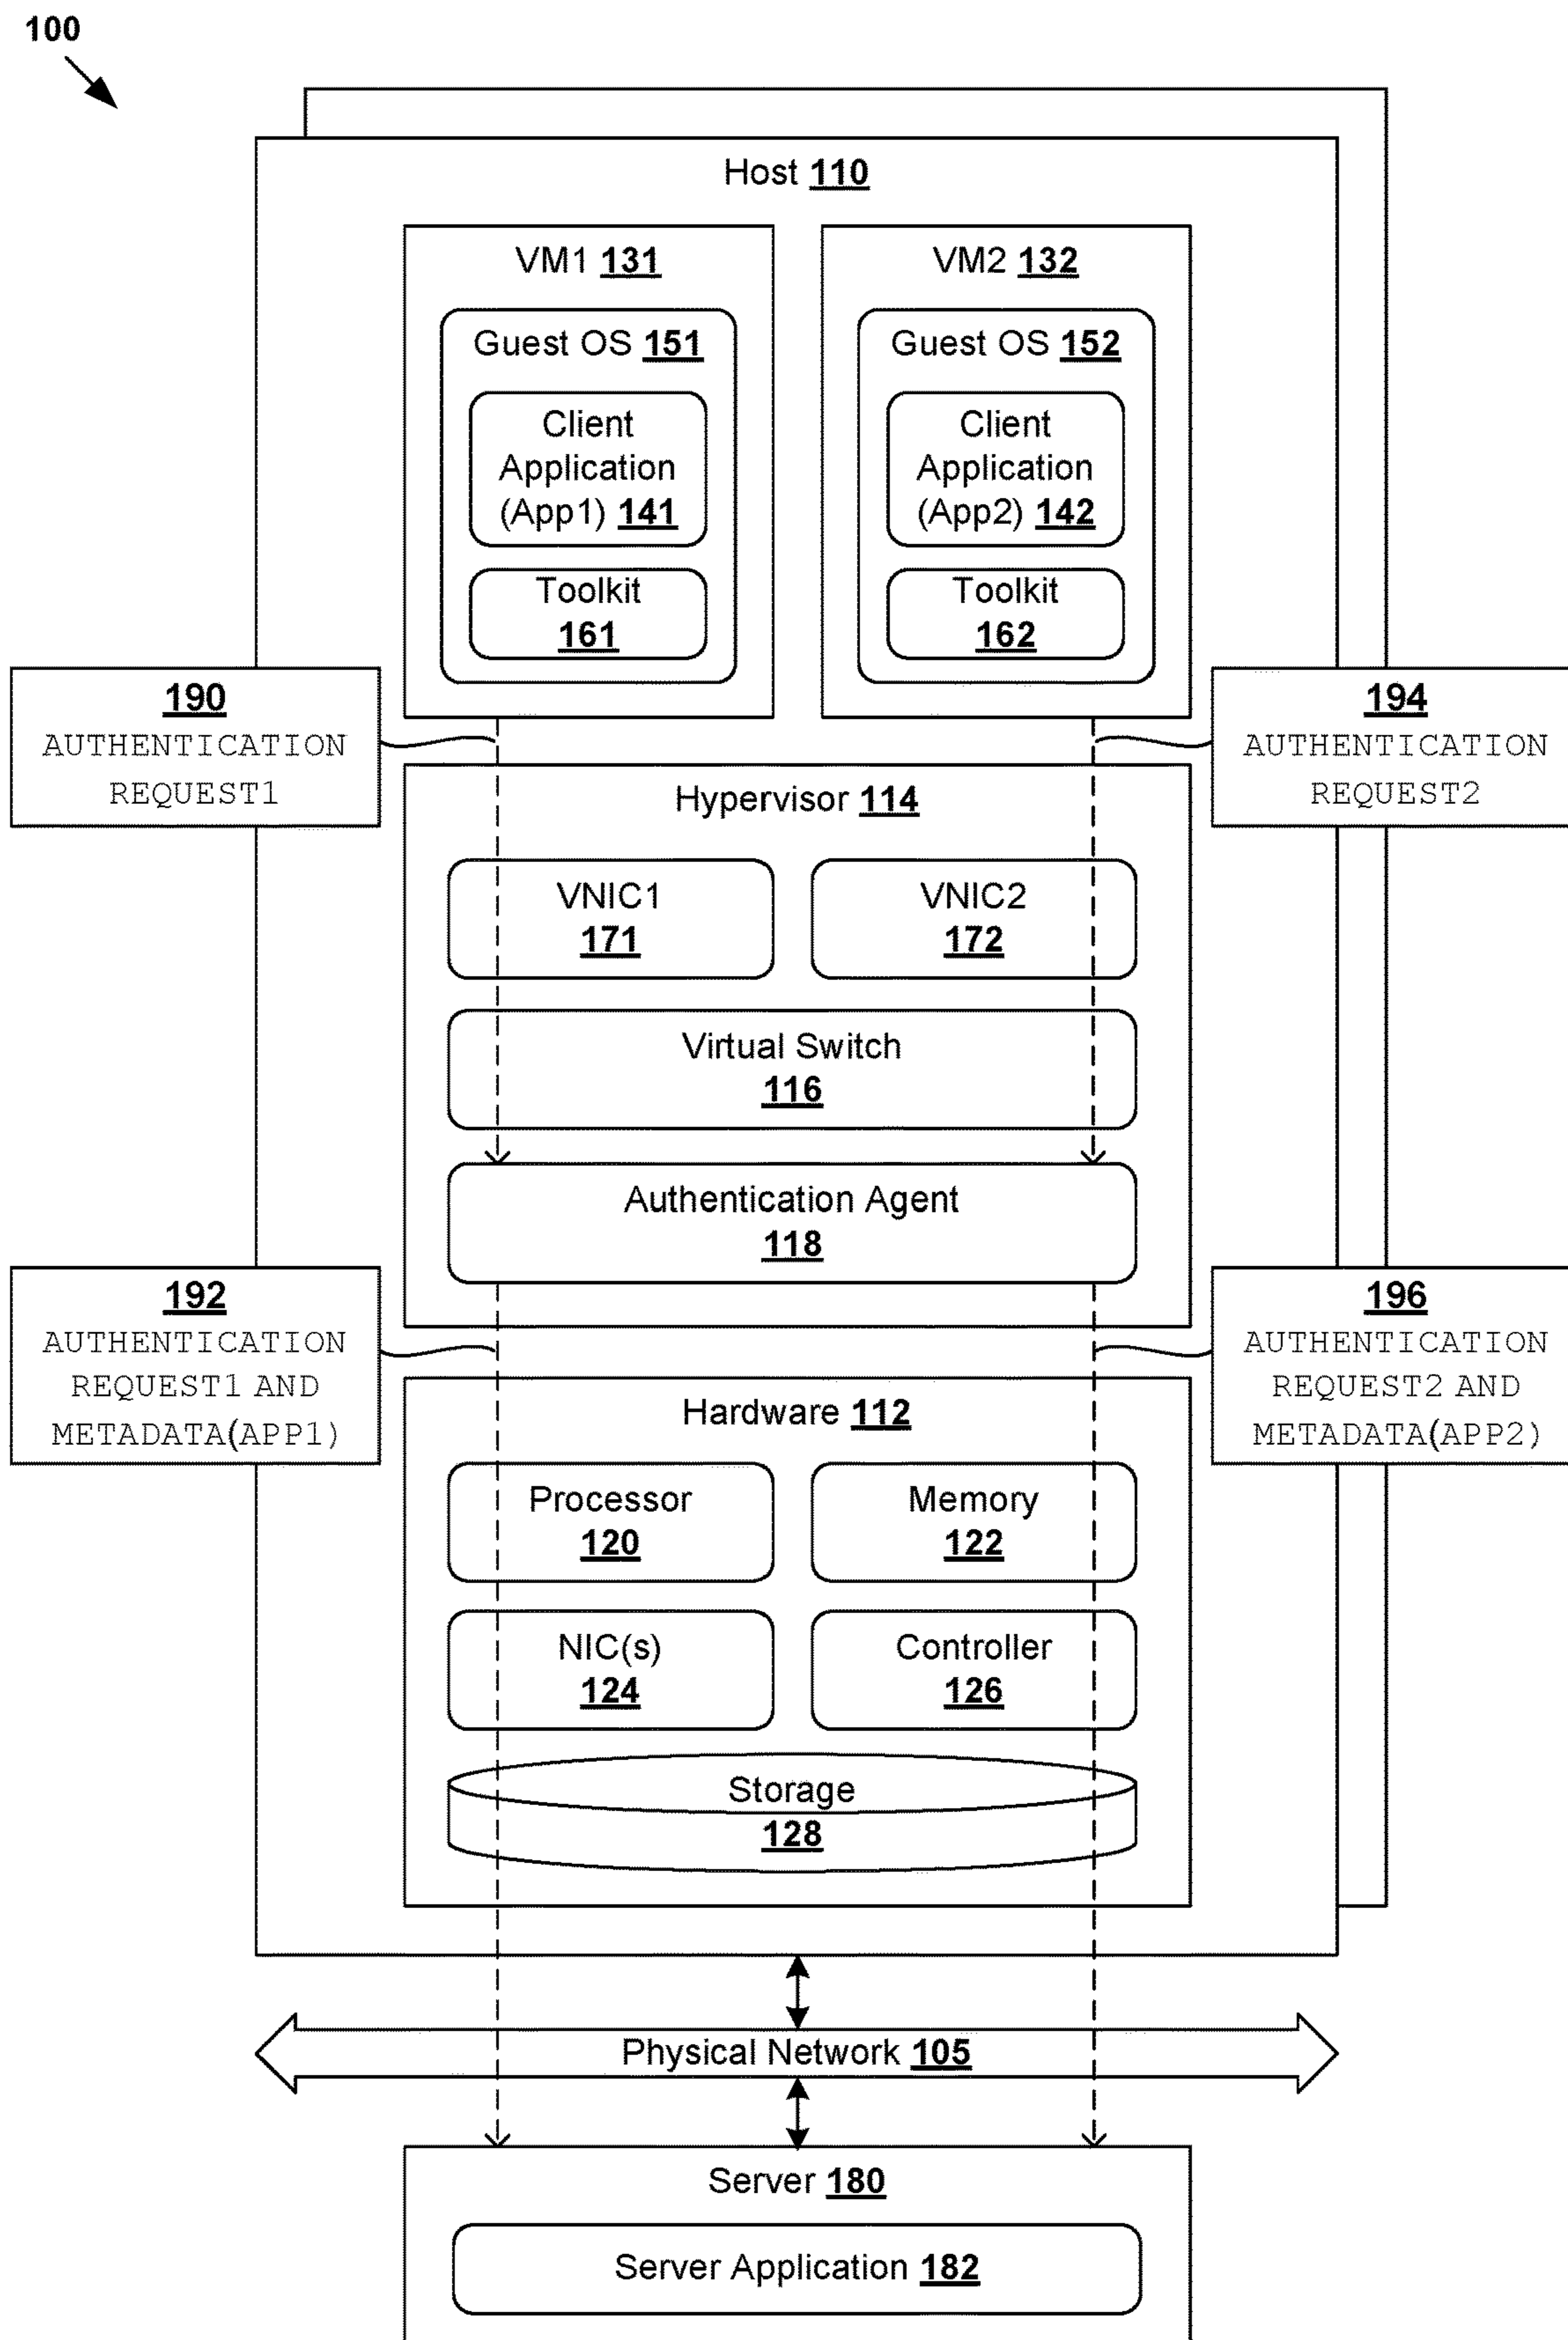 100
Host 110
VM1 131
Guest OS 151
Client
Application
(App1) 141
Toolkit
161
VM2 132
Guest OS 152
Client
Application
(App2) 142
Toolkit
162
190
AUTHENTICATION
REQUEST1
194
AUTHENTICATION
REQUEST2
Hypervisor 114
VNIC1
171
VNIC2
172
Virtual Switch
116
Authentication Agent
118
192
AUTHENTICATION
REQUEST1 AND
METADATA(APP1)
196
AUTHENTICATION
REQUEST2 AND
METADATA(APP2)
Hardware 112
Processor
120
Memory
122
NIC(s)
124
Controller
126
Storage
128
Physical Network 105
Server 180
Server Application 182